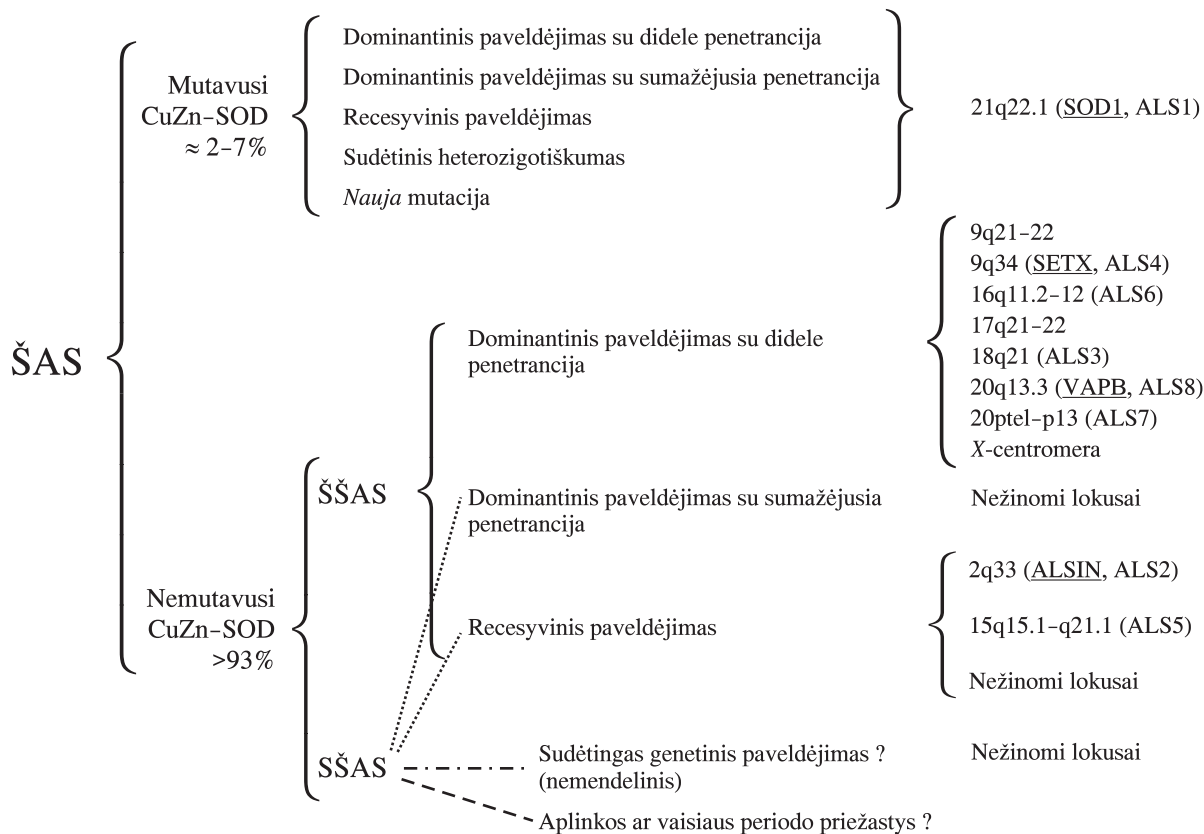 ŠAS
Mutavusi
CuZn–SOD
≈ 2–7%
Dominantinis paveldėjimas su didele penetrancija
Dominantinis paveldėjimas su sumažėjusia penetrancija
Recesyvinis paveldėjimas
Sudėtinis heterozigotiškumas
Nauja mutacija
21q22.1 (SOD1, ALS1)
Nemutavusi
CuZn–SOD
>93%
ŠŠAS
Dominantinis paveldėjimas su didele
penetrancija
9q21–22
9q34 (SETX, ALS4)
16q11.2–12 (ALS6)
17q21–22
18q21 (ALS3)
20q13.3 (VAPB, ALS8)
20ptel–p13 (ALS7)
X-centromera
Dominantinis paveldėjimas su sumažėjusia
penetrancija
Nežinomi lokusai
Recesyvinis paveldėjimas
2q33 (ALSIN, ALS2)
15q15.1–q21.1 (ALS5)
Nežinomi lokusai
SŠAS
Sudėtingas genetinis paveldėjimas ?
(nemendelinis)
Nežinomi lokusai
Aplinkos ar vaisiaus periodo priežastys ?